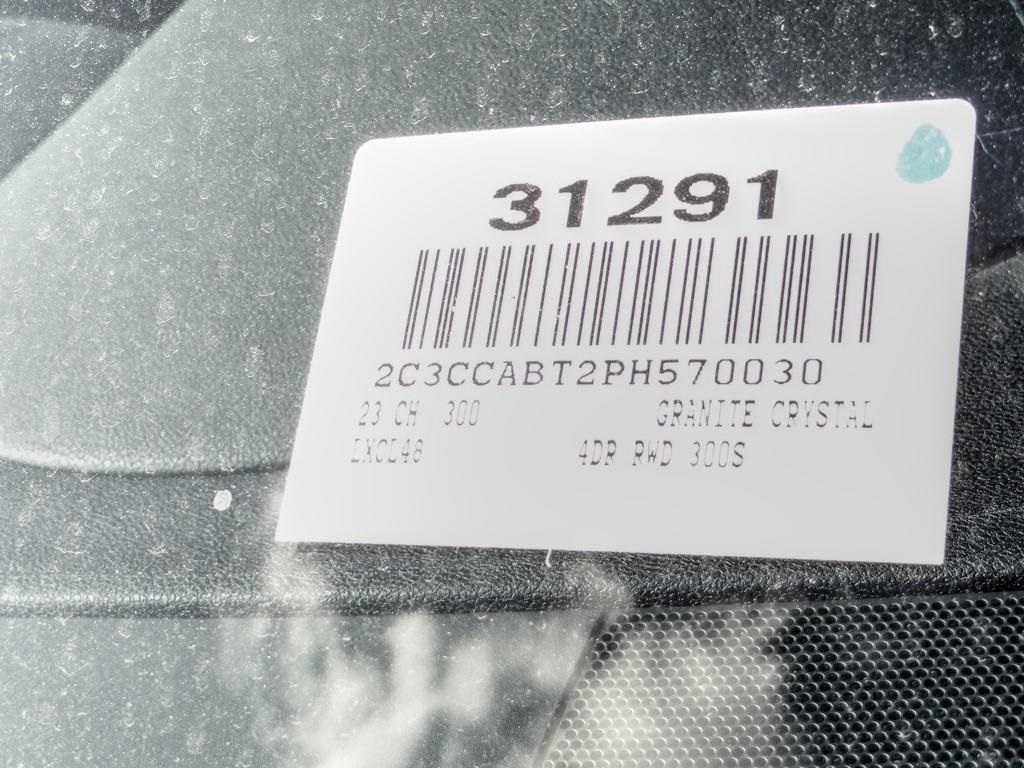 31291
2C3CCABT2PH570030
23 CH 300 GRANITE CRYSTAL
LXCL48 4DR RWD 300S